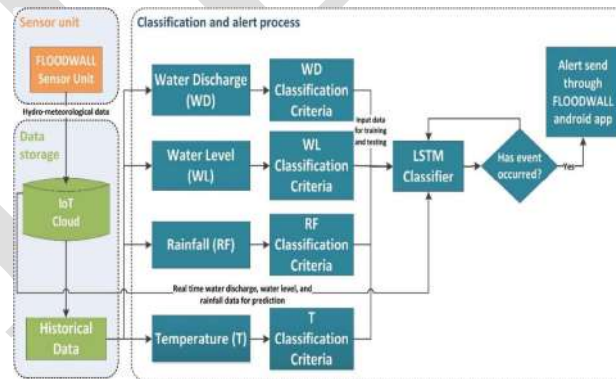 Sensor unit
FLOODWALL
Sensor Unit
Hydro-meteorological data
Data
storage
IoT
Cloud
Historical
Data
Classification and alert process
Water Discharge
(WD)
WD
Classification
Criteria
Water Level
(WL)
WL
Classification
Criteria
Rainfall (RF)
RF
Classification
Criteria
Real time water discharge, water level, and
rainfall data for prediction
Temperature (T)
T
Classification
Criteria
Input data
for training
and testing
LSTM
Classifier
Has event
occurred?
Yes
Alert send
through
FLOODWALL
android app